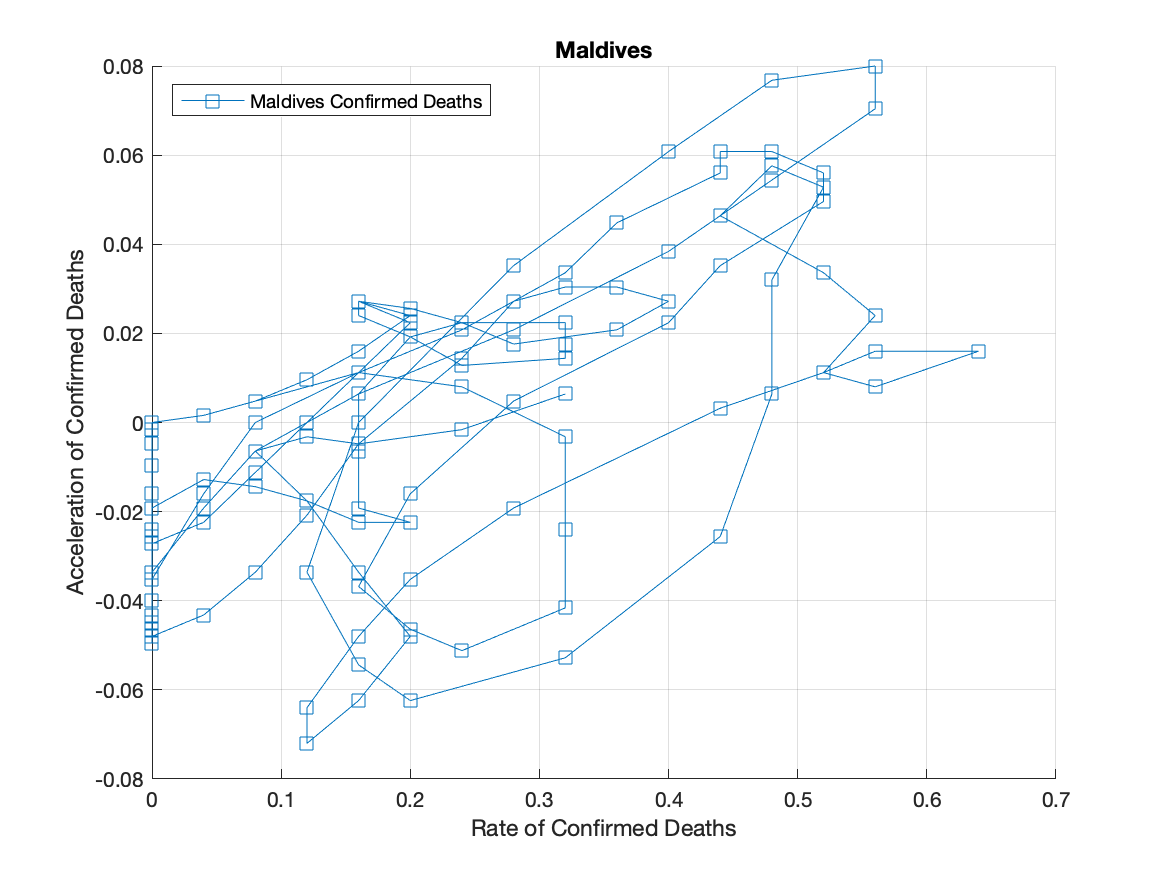 Maldives
Maldives Confirmed Deaths
Acceleration of Confirmed Deaths
0.08
0.06
0.04
0.02
0
-0.02
-0.04
-0.06
-0.08
0 0.1 0.2 0.3 0.4 0.5 0.6 0.7
Rate of Confirmed Deaths